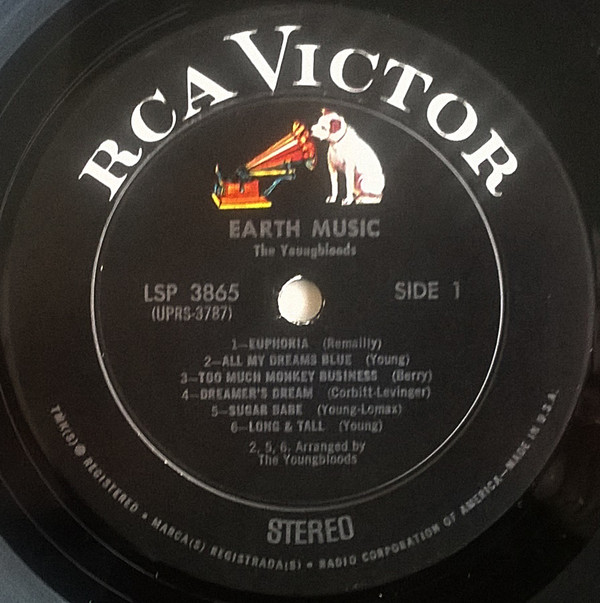 RCA VICTOR
EARTH MUSIC
The Youngbloods
LSP 3865
(UPRS-3787)
SIDE 1
1—EUPHORIA (Remailly)
2—ALL MY DREAMS BLUE (Young)
3—TOO MUCH MONKEY BUSINESS (Berry)
4—DREAMER'S DREAM (Corbitt-Levinger)
5—SUGAR BABE (Young-Lomax)
6—LONG & TALL (Young)
2, 5, 6, Arranged by
The Youngbloods
STEREO
TMK(S) ® REGISTERED • MARCA(S) REGISTRADA(S) • RADIO CORPORATION OF AMERICA—MADE IN U.S.A.